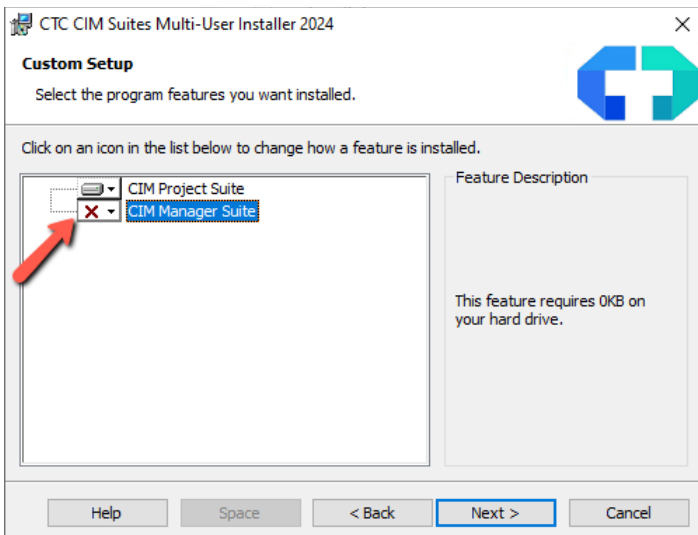 CTC CIM Suites Multi-User Installer 2024
Custom Setup
Select the program features you want installed.
Click on an icon in the list below to change how a feature is installed.
CIM Project Suite
CIM Manager Suite
Feature Description
This feature requires 0KB on
your hard drive.
Help
Space
< Back
Next >
Cancel